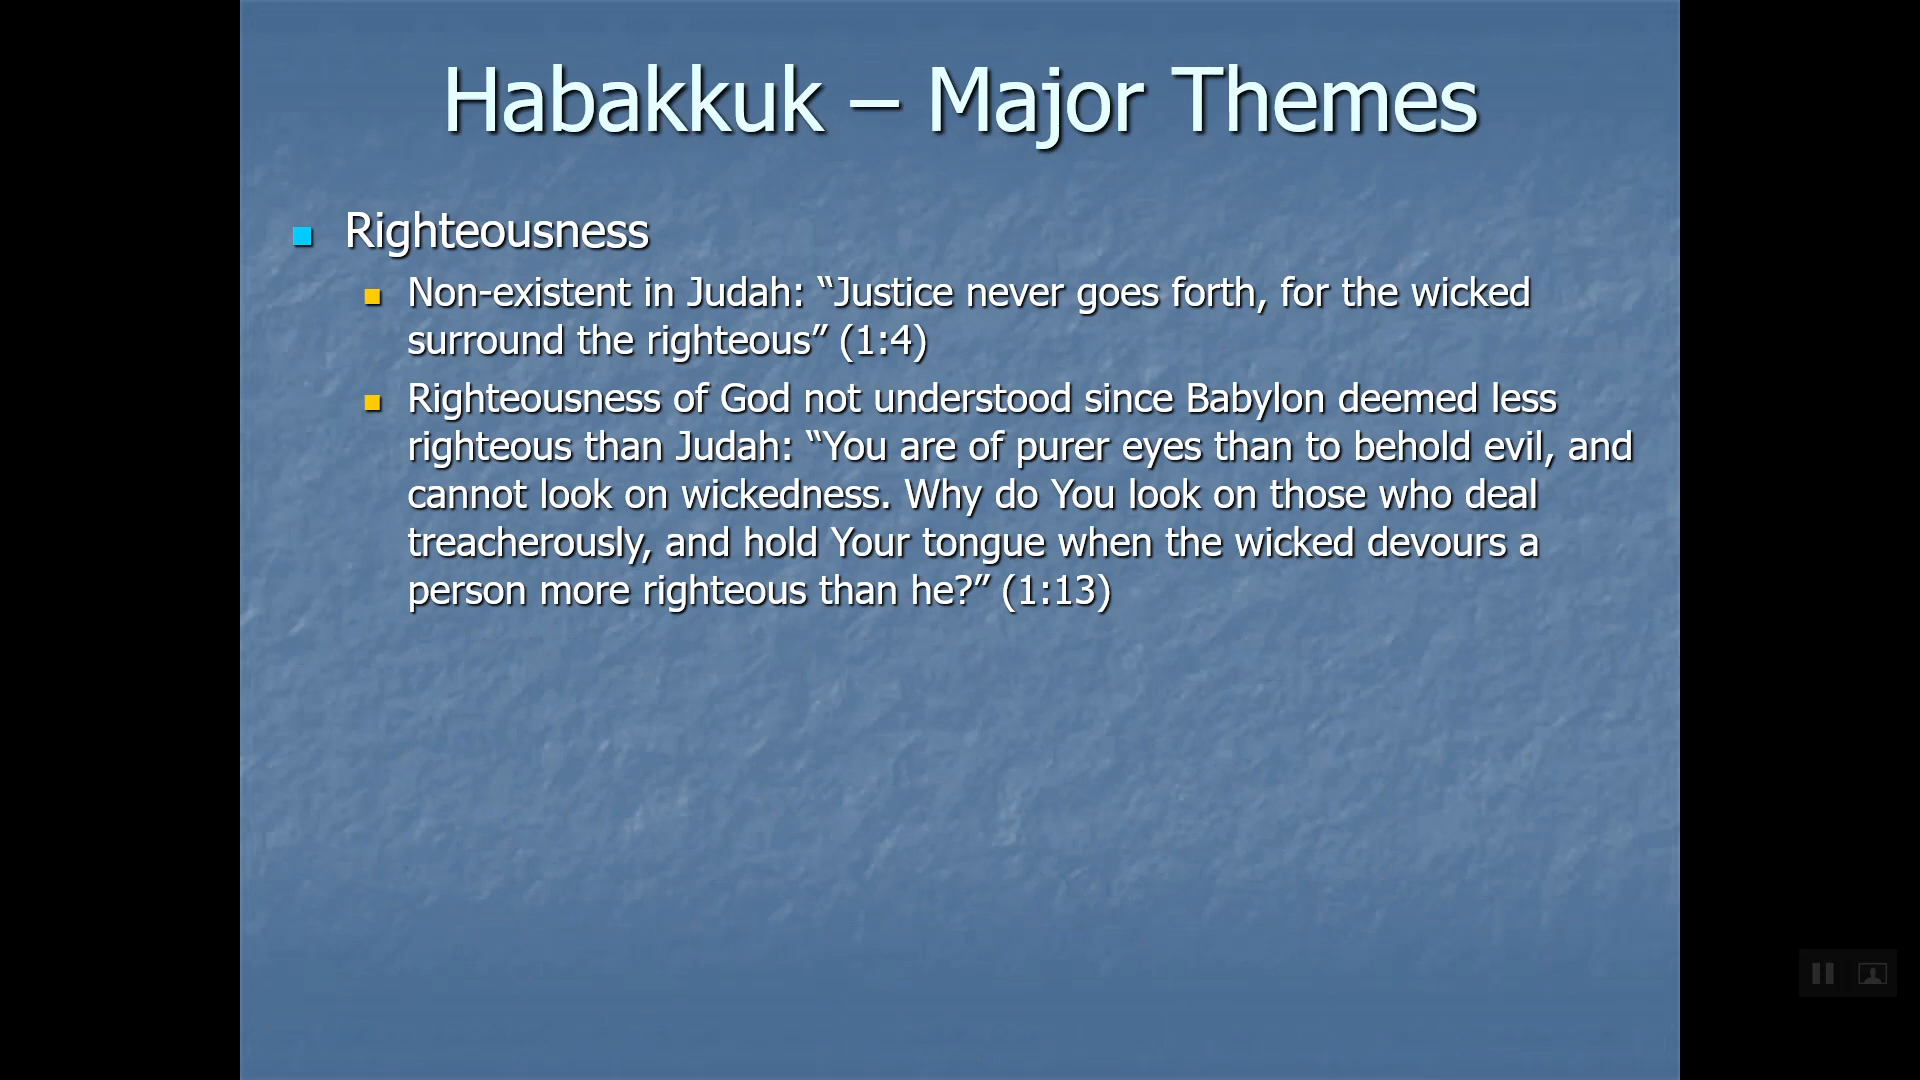 Habakkuk – Major Themes
Righteousness
Non-existent in Judah: “Justice never goes forth, for the wicked
surround the righteous” (1:4)
Righteousness of God not understood since Babylon deemed less
righteous than Judah: “You are of purer eyes than to behold evil, and
cannot look on wickedness. Why do You look on those who deal
treacherously, and hold Your tongue when the wicked devours a
person more righteous than he?” (1:13)